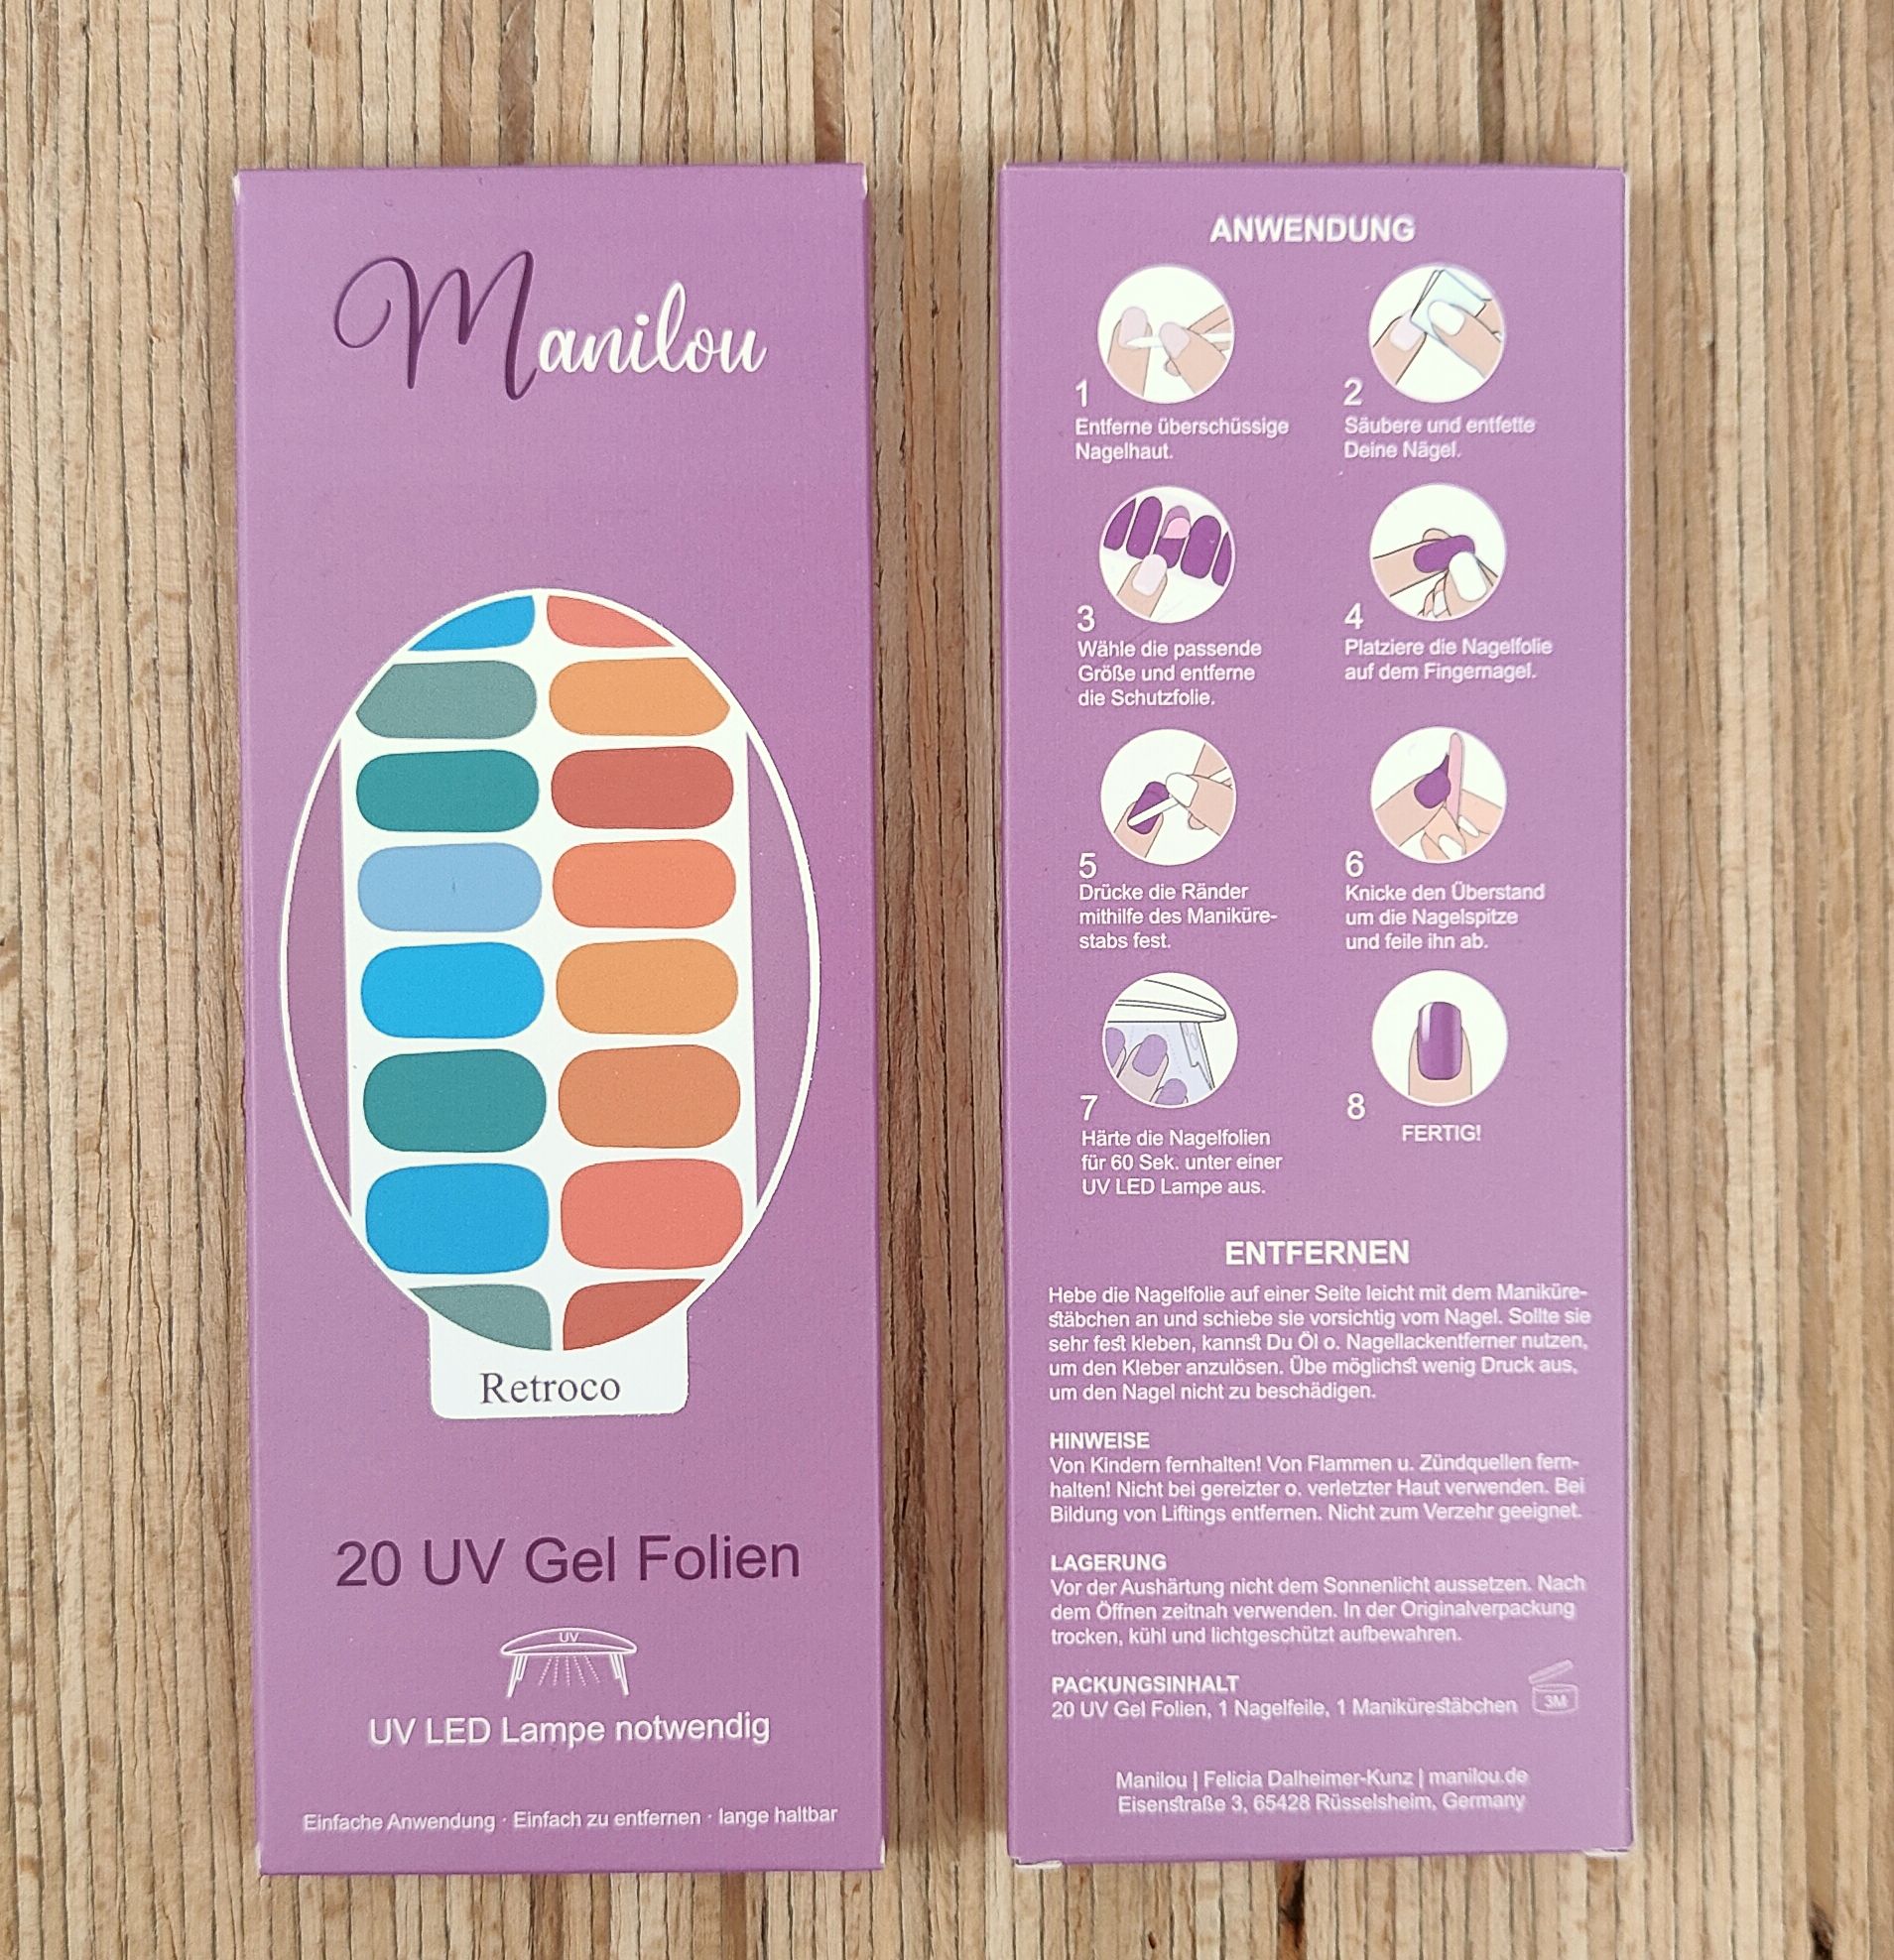 Manilou
Retroco
20 UV Gel Folien
UV
UV LED Lampe notwendig
Einfache Anwendung · Einfach zu entfernen · lange haltbar
ANWENDUNG
1
Entferne überschüssige
Nagelhaut.
2
Säubere und entfette
Deine Nägel.
3
Wähle die passende
Größe und entferne
die Schutzfolie.
4
Platziere die Nagelfolie
auf dem Fingernagel.
5
Drücke die Ränder
mithilfe des Maniküre-
stabs fest.
6
Knicke den Überstand
um die Nagelspitze
und feile ihn ab.
7
Härte die Nagelfolien
für 60 Sek. unter einer
UV LED Lampe aus.
8
FERTIG!
ENTFERNEN
Hebe die Nagelfolie auf einer Seite leicht mit dem Maniküre-
stäbchen an und schiebe sie vorsichtig vom Nagel. Sollte sie
sehr fest kleben, kannst Du Öl o. Nagellackentferner nutzen,
um den Kleber anzulösen. Übe möglichst wenig Druck aus,
um den Nagel nicht zu beschädigen.
HINWEISE
Von Kindern fernhalten! Von Flammen u. Zündquellen fern-
halten! Nicht bei gereizter o. verletzter Haut verwenden. Bei
Bildung von Liftings entfernen. Nicht zum Verzehr geeignet.
LAGERUNG
Vor der Aushärtung nicht dem Sonnenlicht aussetzen. Nach
dem Öffnen zeitnah verwenden. In der Originalverpackung
trocken, kühl und lichtgeschützt aufbewahren.
PACKUNGSINHALT
20 UV Gel Folien, 1 Nagelfeile, 1 Manikürestäbchen
3M
Manilou | Felicia Dalheimer-Kunz | manilou.de
Eisenstraße 3, 65428 Rüsselsheim, Germany